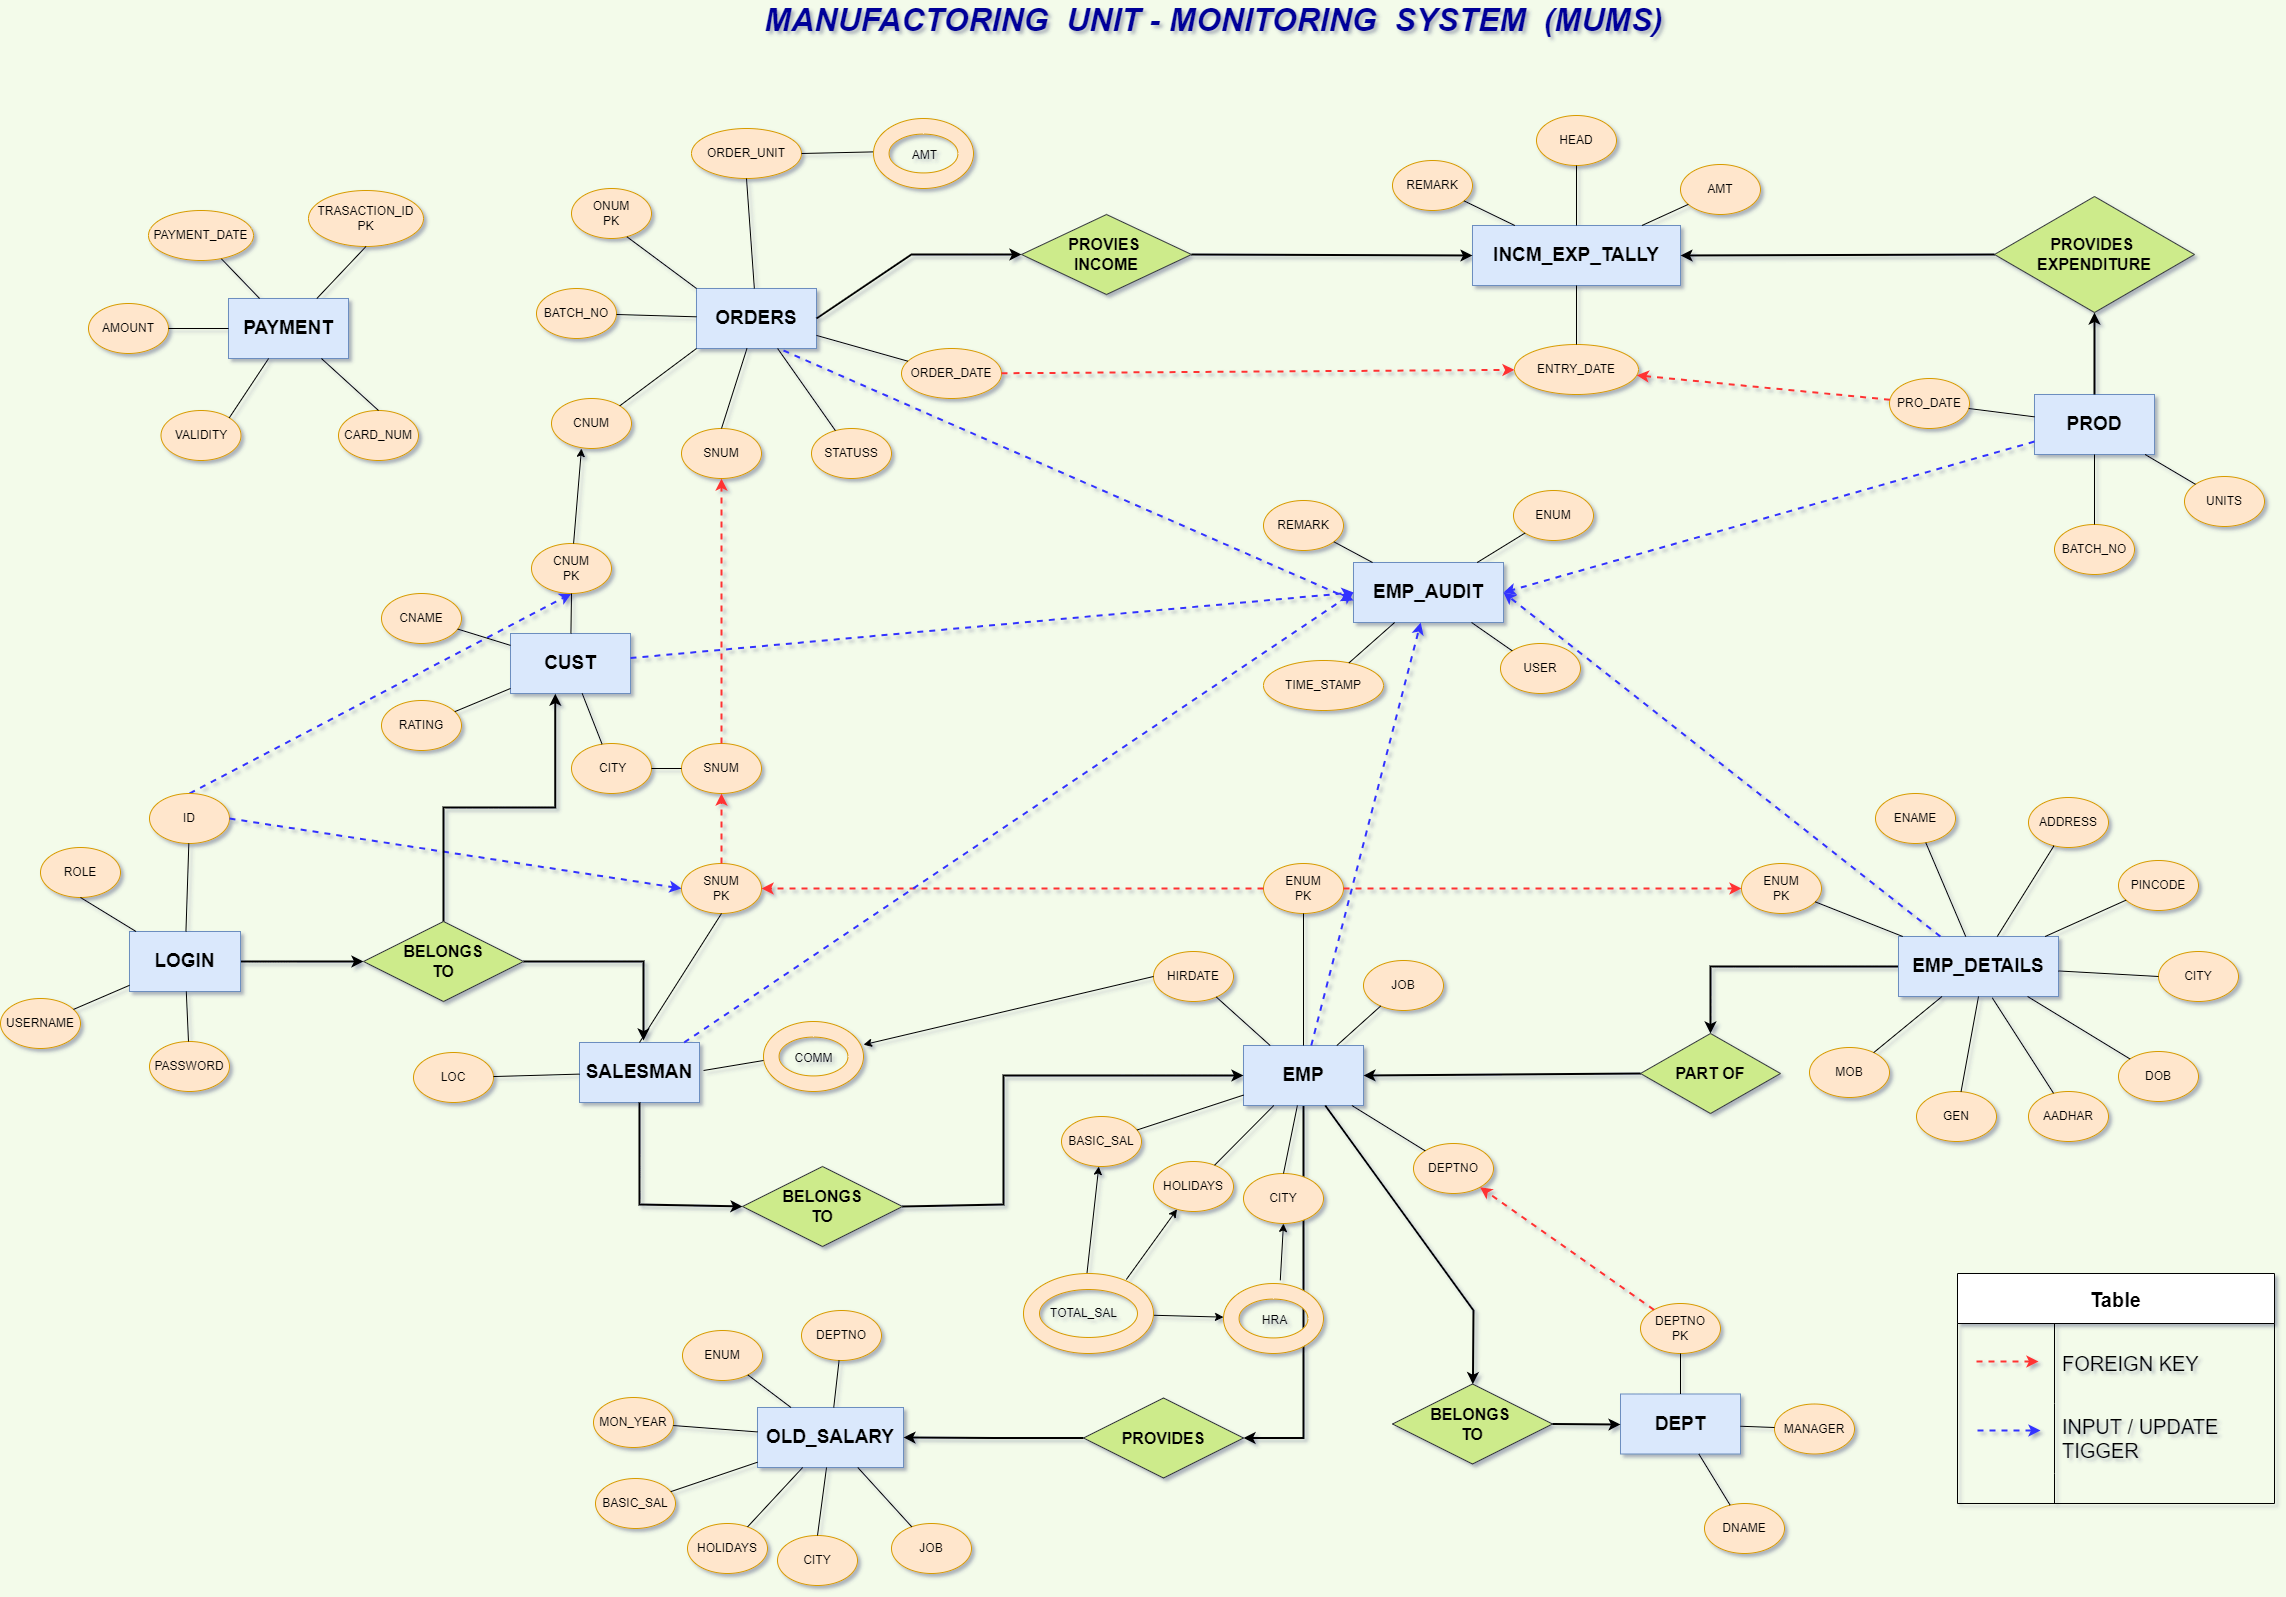 MANUFACTORING UNIT - MONITORING SYSTEM (MUMS)
ORDER_UNIT
AMT
HEAD
REMARK
AMT
TRASACTION_ID
PK
PAYMENT_DATE
ONUM
PK
PROVIES
INCOME
INCM_EXP_TALLY
PROVIDES
EXPENDITURE
AMOUNT
PAYMENT
BATCH_NO
ORDERS
ORDER_DATE
ENTRY_DATE
PRO_DATE
PROD
VALIDITY
CARD_NUM
CNUM
SNUM
STATUSS
UNITS
REMARK
ENUM
BATCH_NO
CNUM
PK
EMP_AUDIT
CNAME
CUST
TIME_STAMP
USER
RATING
CITY
SNUM
ID
ENAME
ADDRESS
ROLE
SNUM
PK
ENUM
PK
ENUM
PK
PINCODE
LOGIN
BELONGS
TO
HIRDATE
JOB
EMP_DETAILS
CITY
USERNAME
PASSWORD
LOC
SALESMAN
COMM
EMP
PART OF
MOB
DOB
GEN
AADHAR
BASIC_SAL
HOLIDAYS
CITY
DEPTNO
BELONGS
TO
TOTAL_SAL
HRA
DEPTNO
PK
Table
FOREIGN KEY
INPUT / UPDATE
TIGGER
ENUM
DEPTNO
MON_YEAR
OLD_SALARY
PROVIDES
BELONGS
TO
DEPT
MANAGER
BASIC_SAL
HOLIDAYS
CITY
JOB
DNAME